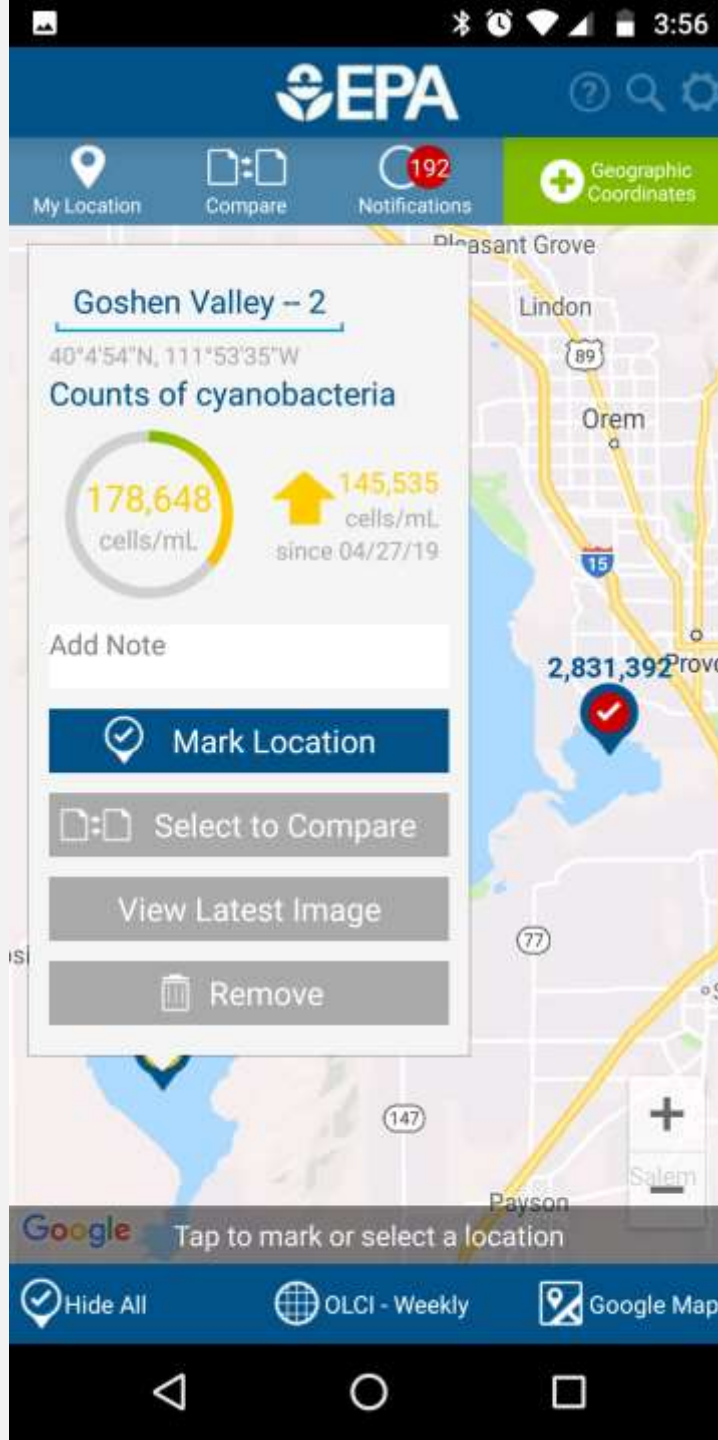 3:56
EPA
My Location
Compare
192
Notifications
Geographic
Coordinates
Pleasant Grove
Goshen Valley – 2
Lindon
40°4'54"N, 111°53'35"W
89
Counts of cyanobacteria
Orem
178,648
cells/mL
145,535
cells/mL
since 04/27/19
15
Add Note
2,831,392
Mark Location
Select to Compare
View Latest Image
77
Remove
147
Salem
Payson
Google
Tap to mark or select a location
Hide All
OLCI - Weekly
Google Map